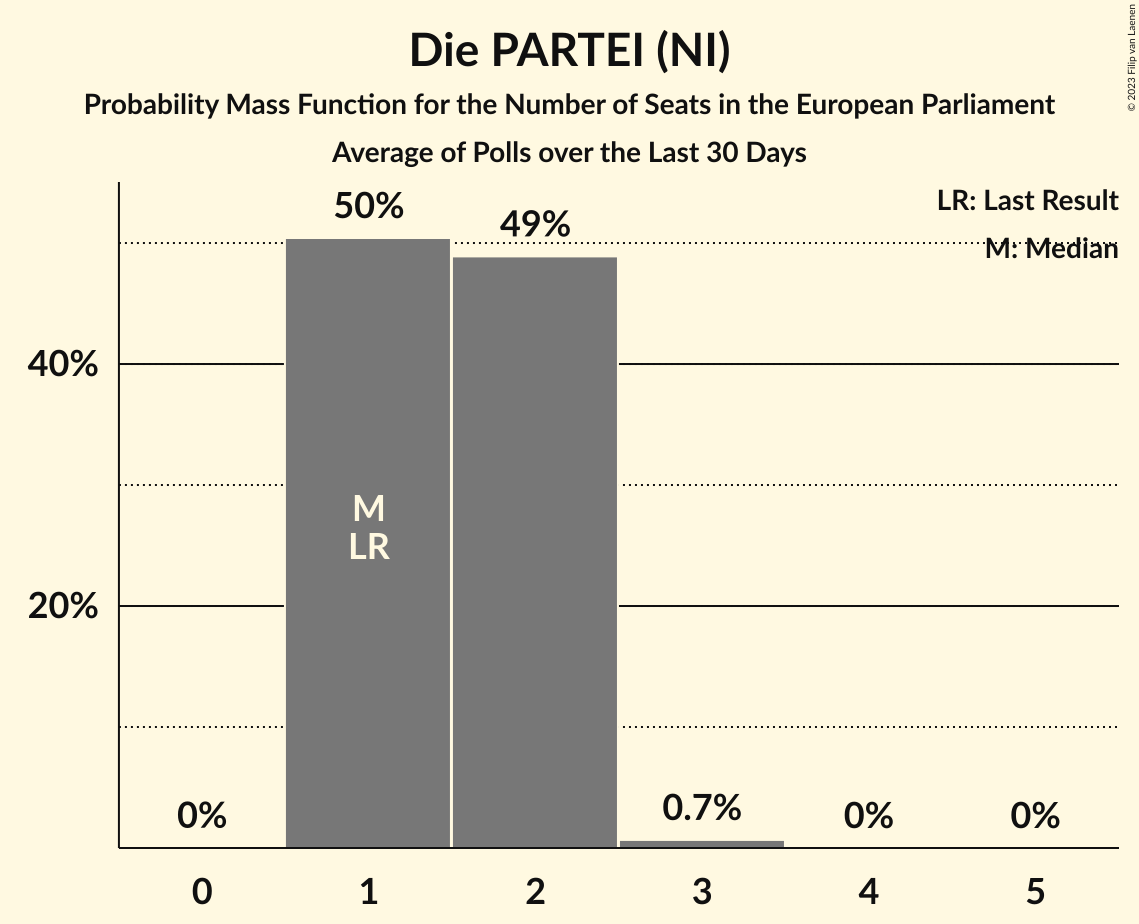 Die PARTEI (NI)
Probability Mass Function for the Number of Seats in the European Parliament
Average of Polls over the Last 30 Days
© 2023 Filip van Laenen
LR: Last Result
M: Median
50%
49%
40%
M
LR
20%
0%
0.7%
0%
0%
0
1
2
3
4
5